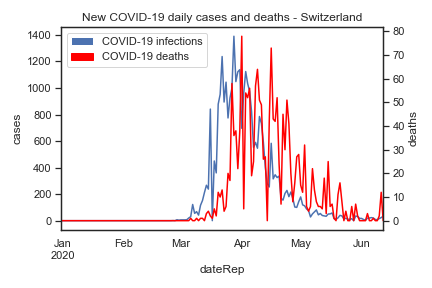 New COVID-19 daily cases and deaths - Switzerland
COVID-19 infections
COVID-19 deaths
1400
1200
1000
800
600
400
200
0
cases
80
70
60
50
40
30
20
10
0
deaths
Jan Feb Mar Apr May Jun
2020
dateRep